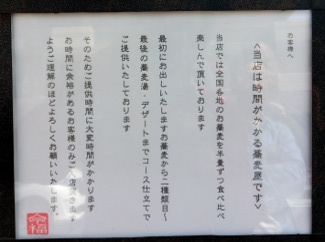 お客様へ
<当店は時間がかかる蕎麦屋です>
当店では全国各地のお蕎麦を半量ずつ食べ比べ
楽しんで頂いております
最初にお出しいたしますお蕎麦から二種類目～
最後の蕎麦湯・デザートまでコース仕立てで
ご提供いたしております
そのためご提供時間に大変時間がかかります
お時間に余裕があるお客様のみご入店下さいます
ようご理解のほどよろしくお願いいたします。